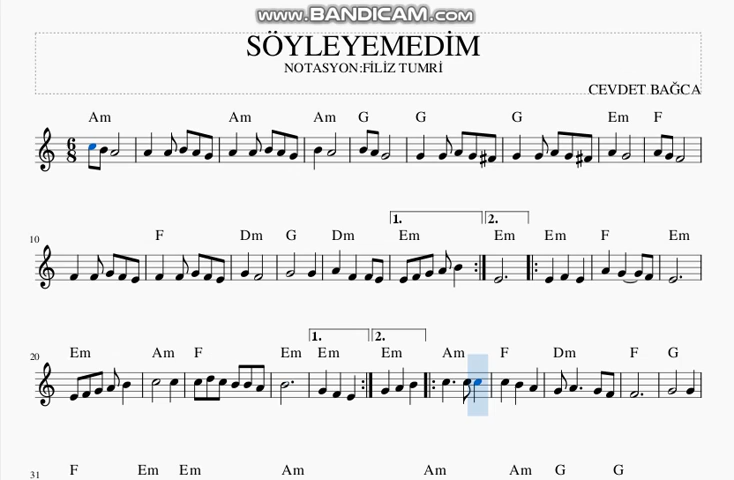 www.BANDICAM.com
SÖYLEYEMEDİM
NOTASYON:FİLİZ TUMRİ
CEVDET BAĞCA
Am Am Am G G G Em F
6
8
1. 2.
10 F Dm G Dm Em Em Em F Em
1. 2.
20 Em Am F Em Em Em Am F Dm F G
31 F Em Em Am Am Am G G